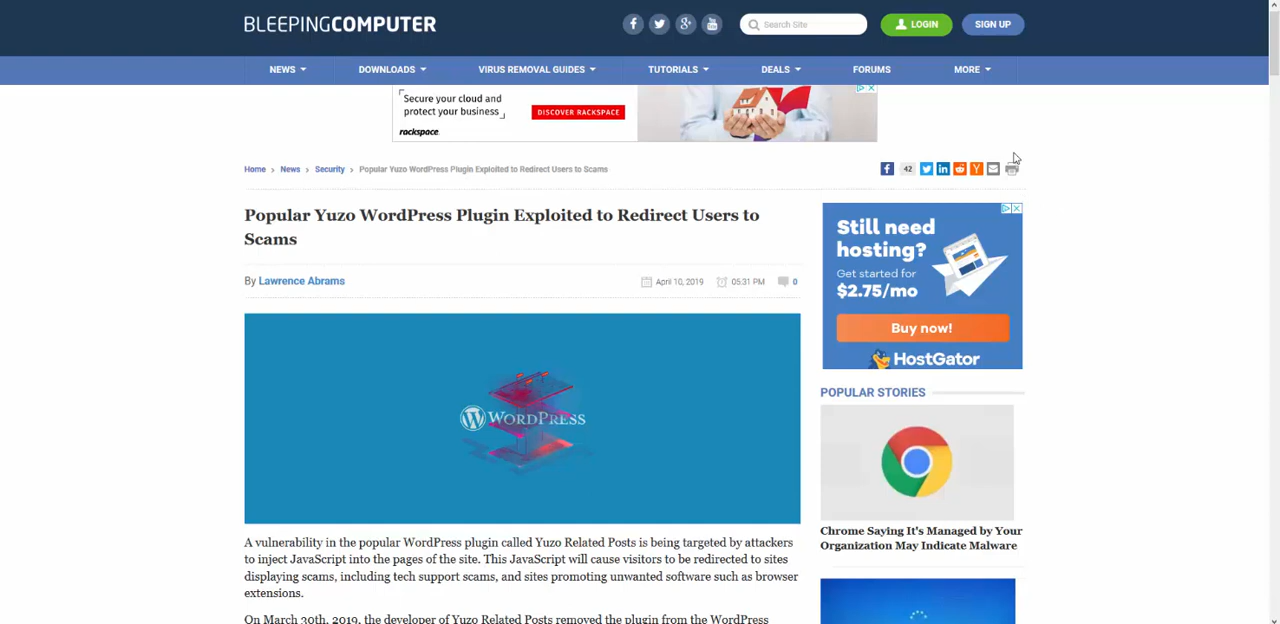 BLEEPINGCOMPUTER
Search Site
LOGIN
SIGN UP
NEWS
DOWNLOADS
VIRUS REMOVAL GUIDES
TUTORIALS
DEALS
FORUMS
MORE
Secure your cloud and
protect your business
DISCOVER RACKSPACE
rackspace.
Home > News > Security > Popular Yuzo WordPress Plugin Exploited to Redirect Users to Scams
42
Popular Yuzo WordPress Plugin Exploited to Redirect Users to
Scams
By Lawrence Abrams
April 10, 2019
05:31 PM
0
WORDPRESS
A vulnerability in the popular WordPress plugin called Yuzo Related Posts is being targeted by attackers
to inject JavaScript into the pages of the site. This JavaScript will cause visitors to be redirected to sites
displaying scams, including tech support scams, and sites promoting unwanted software such as browser
extensions.
On March 30th, 2019, the developer of Yuzo Related Posts removed the plugin from the WordPress
Still need
hosting?
Get started for
$2.75/mo
Buy now!
HostGator
POPULAR STORIES
Chrome Saying It's Managed by Your
Organization May Indicate Malware